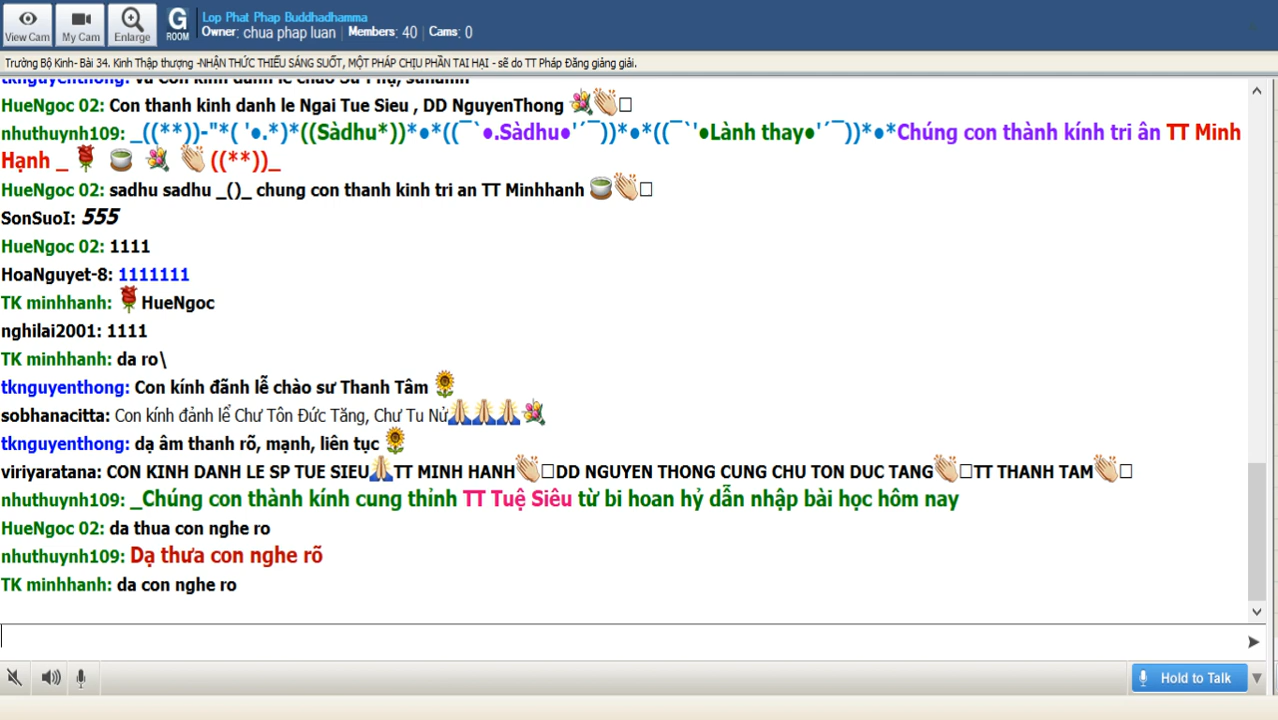 Lop Phat Phap Buddhadhamma
Owner: chua phap luan | Members: 40 | Cams: 0
View Cam
My Cam
Enlarge
G
ROOM
Trường Bộ Kinh- Bài 34. Kinh Thập thượng -NHẬN THỨC THIẾU SÁNG SUỐT, MỘT PHÁP CHỊU PHẦN TAI HẠI - sẽ do TT Pháp Đăng giảng giải.
HueNgoc 02: Con thanh kinh danh le Ngai Tue Sieu , DD NguyenThong
nhuthuynh109: _((**))-"*( '●.*)*((Sàdhu*))*●*((¯`●.Sàdhu●'´¯))*●*((¯`'●Lành thay●'´¯))*●*Chúng con thành kính tri ân TT Minh
Hạnh _ ((**))_
HueNgoc 02: sadhu sadhu _()_ chung con thanh kinh tri an TT Minhhanh
SonSuoI: 555
HueNgoc 02: 1111
HoaNguyet-8: 1111111
TK minhhanh: HueNgoc
nghilai2001: 1111
TK minhhanh: da ro\
tknguyenthong: Con kính đãnh lễ chào sư Thanh Tâm
sobhanacitta: Con kính đảnh lể Chư Tôn Đức Tăng, Chư Tu Nử
tknguyenthong: dạ âm thanh rõ, mạnh, liên tục
viriyaratana: CON KINH DANH LE SP TUE SIEU TT MINH HANH DD NGUYEN THONG CUNG CHU TON DUC TANG TT THANH TAM
nhuthuynh109: _Chúng con thành kính cung thỉnh TT Tuệ Siêu từ bi hoan hỷ dẫn nhập bài học hôm nay
HueNgoc 02: da thua con nghe ro
nhuthuynh109: Dạ thưa con nghe rõ
TK minhhanh: da con nghe ro
Hold to Talk